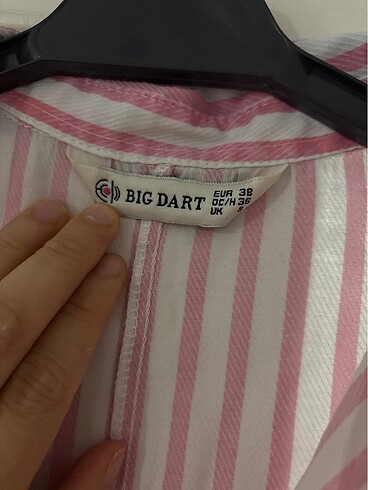 BIG DART
EUR 38
DC/H 36
UK